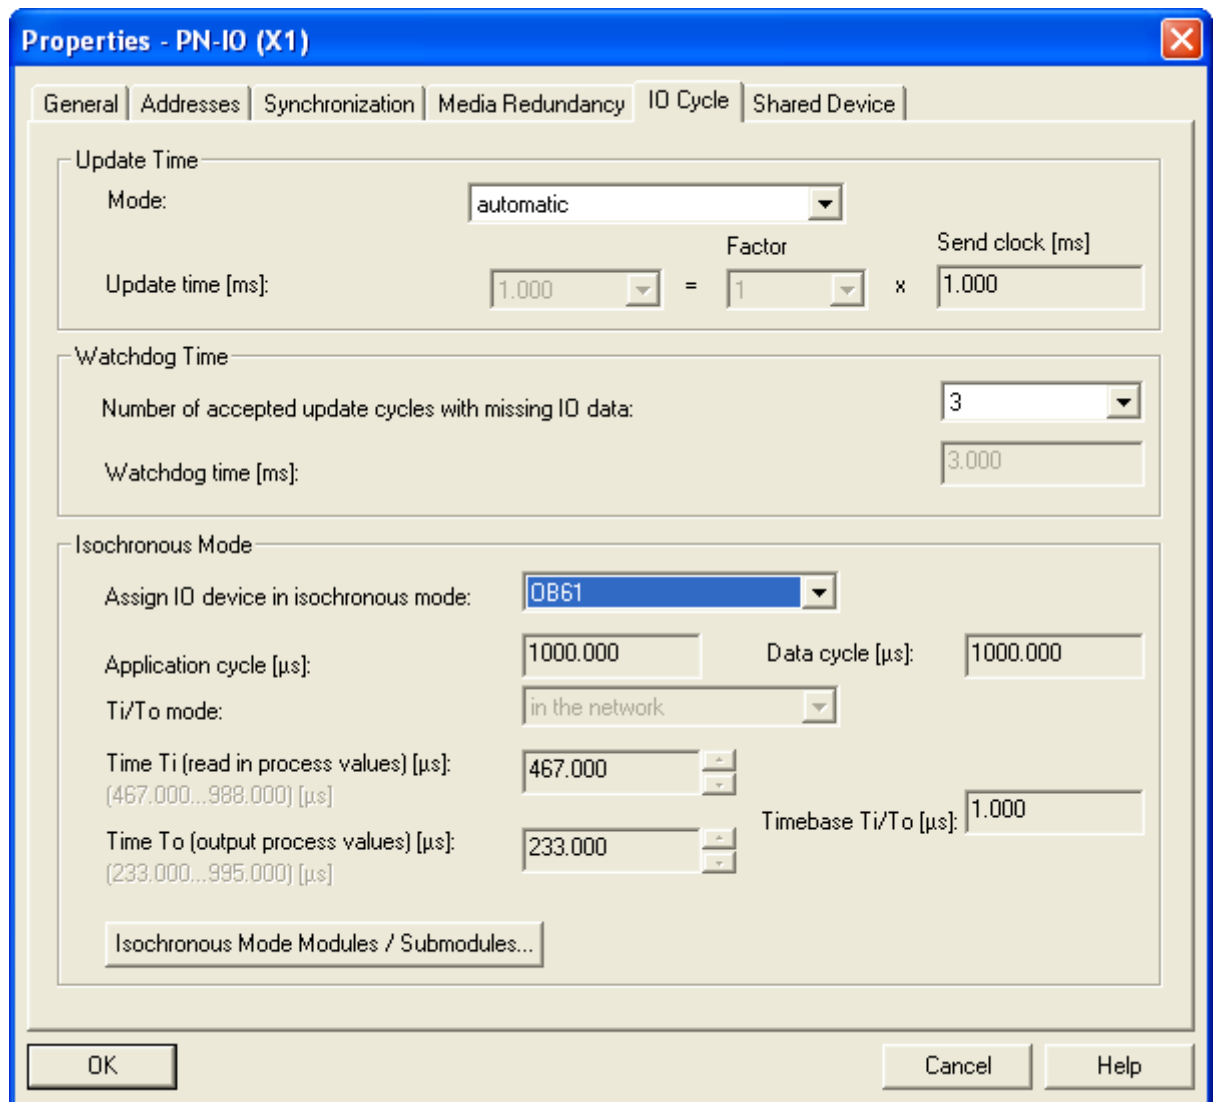 Properties - PN-IO (X1)
General Addresses Synchronization Media Redundancy IO Cycle Shared Device
Update Time
Mode: automatic
Factor Send clock [ms]
Update time [ms]: 1.000 = 1 x 1.000
Watchdog Time
Number of accepted update cycles with missing IO data: 3
Watchdog time [ms]: 3.000
Isochronous Mode
Assign IO device in isochronous mode: OB61
Application cycle [µs]: 1000.000 Data cycle [µs]: 1000.000
Ti/To mode: in the network
Time Ti (read in process values) [µs]: 467.000
(467.000...988.000) [µs]
Timebase Ti/To [µs]: 1.000
Time To (output process values) [µs]: 233.000
(233.000...995.000) [µs]
Isochronous Mode Modules / Submodules...
OK Cancel Help